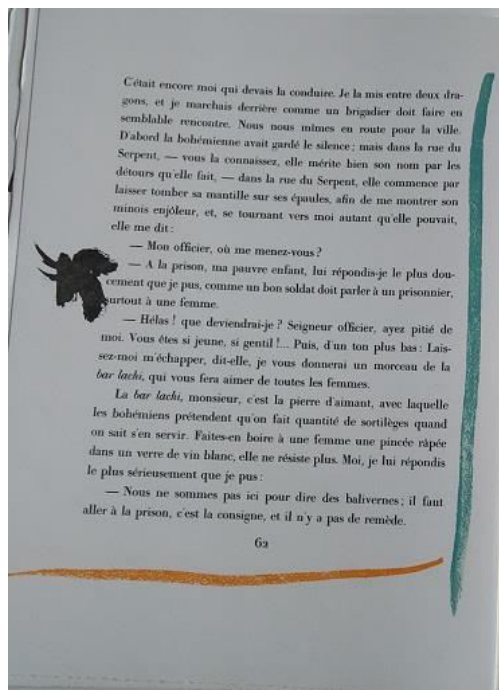 C'était encore moi qui devais la conduire. Je la mis entre deux dra-
gons, et je marchais derrière comme un brigadier doit faire en
semblable rencontre. Nous nous mîmes en route pour la ville.
D'abord la bohémienne avait gardé le silence; mais dans la rue du
Serpent, — vous la connaissez, elle mérite bien son nom par les
détours qu'elle fait, — dans la rue du Serpent, elle commence par
laisser tomber sa mantille sur ses épaules, afin de me montrer son
minois enjôleur, et, se tournant vers moi autant qu'elle pouvait,
elle me dit :
— Mon officier, où me menez-vous ?
— A la prison, ma pauvre enfant, lui répondis-je le plus dou-
cement que je pus, comme un bon soldat doit parler à un prisonnier,
surtout à une femme.
— Hélas ! que deviendrai-je ? Seigneur officier, ayez pitié de
moi. Vous êtes si jeune, si gentil !... Puis, d'un ton plus bas : Lais-
sez-moi m'échapper, dit-elle, je vous donnerai un morceau de la
bar lachi, qui vous fera aimer de toutes les femmes.
La bar lachi, monsieur, c'est la pierre d'aimant, avec laquelle
les bohémiens prétendent qu'on fait quantité de sortilèges quand
on sait s'en servir. Faites-en boire à une femme une pincée râpée
dans un verre de vin blanc, elle ne résiste plus. Moi, je lui répondis
le plus sérieusement que je pus :
— Nous ne sommes pas ici pour dire des balivernes ; il faut
aller à la prison, c'est la consigne, et il n'y a pas de remède.
62